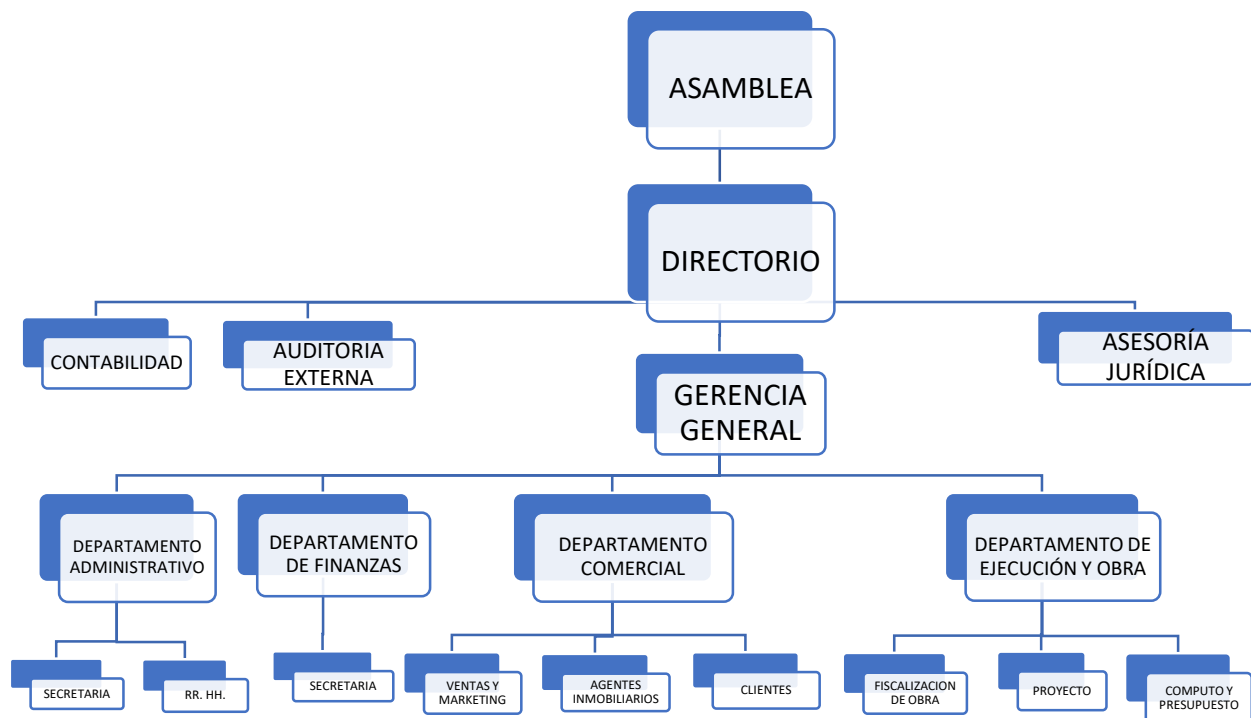 ASAMBLEA
DIRECTORIO
CONTABILIDAD
AUDITORIA
EXTERNA
ASESORÍA
JURÍDICA
GERENCIA
GENERAL
DEPARTAMENTO
ADMINISTRATIVO
DEPARTAMENTO
DE FINANZAS
DEPARTAMENTO
COMERCIAL
DEPARTAMENTO DE
EJECUCIÓN Y OBRA
SECRETARIA
RR. HH.
SECRETARIA
VENTAS Y
MARKETING
AGENTES
INMOBILIARIOS
CLIENTES
FISCALIZACION
DE OBRA
PROYECTO
COMPUTO Y
PRESUPUESTO